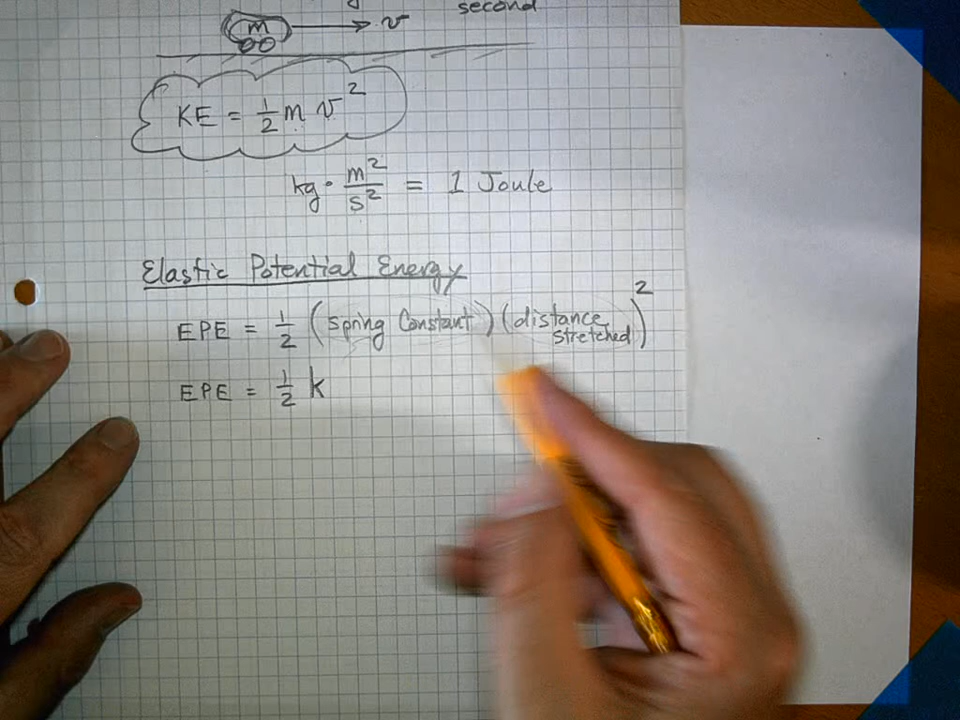 second
m → v
KE = 1/2 m v²
kg · m²/s² = 1 Joule
Elastic Potential Energy
EPE = 1/2 (Spring Constant) (distance stretched)²
EPE = 1/2 k